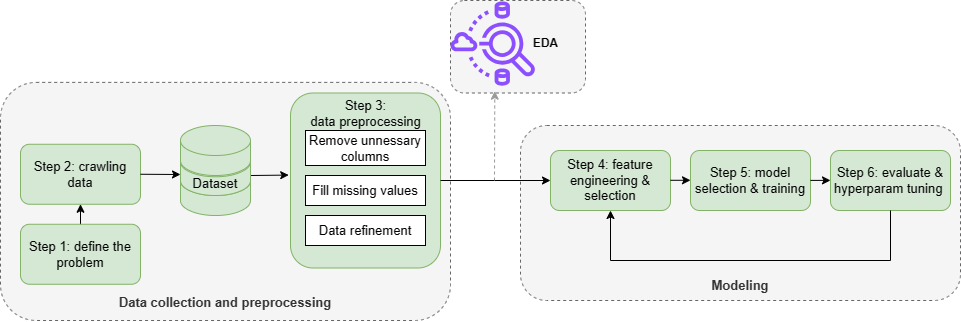 EDA
Step 3:
data preprocessing
Remove unnessary
columns
Fill missing values
Data refinement
Step 2: crawling
data
Dataset
Step 1: define the
problem
Data collection and preprocessing
Step 4: feature
engineering &
selection
Step 5: model
selection & training
Step 6: evaluate &
hyperparam tuning
Modeling